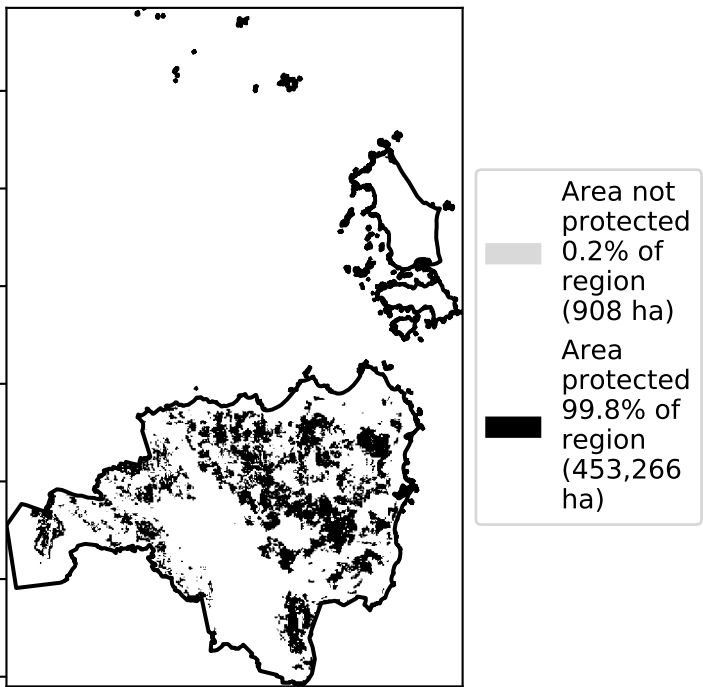 Area not
protected
0.2% of
region
(908 ha)
Area
protected
99.8% of
region
(453,266
ha)